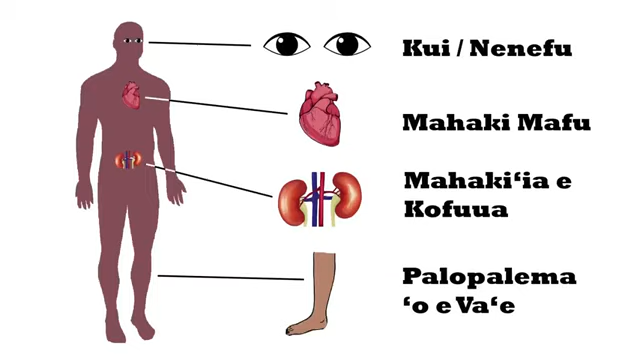 Kui / Nenefu
Mahaki Mafu
Mahaki‘ia e
Kofuua
Palopalema
‘o e Va‘e